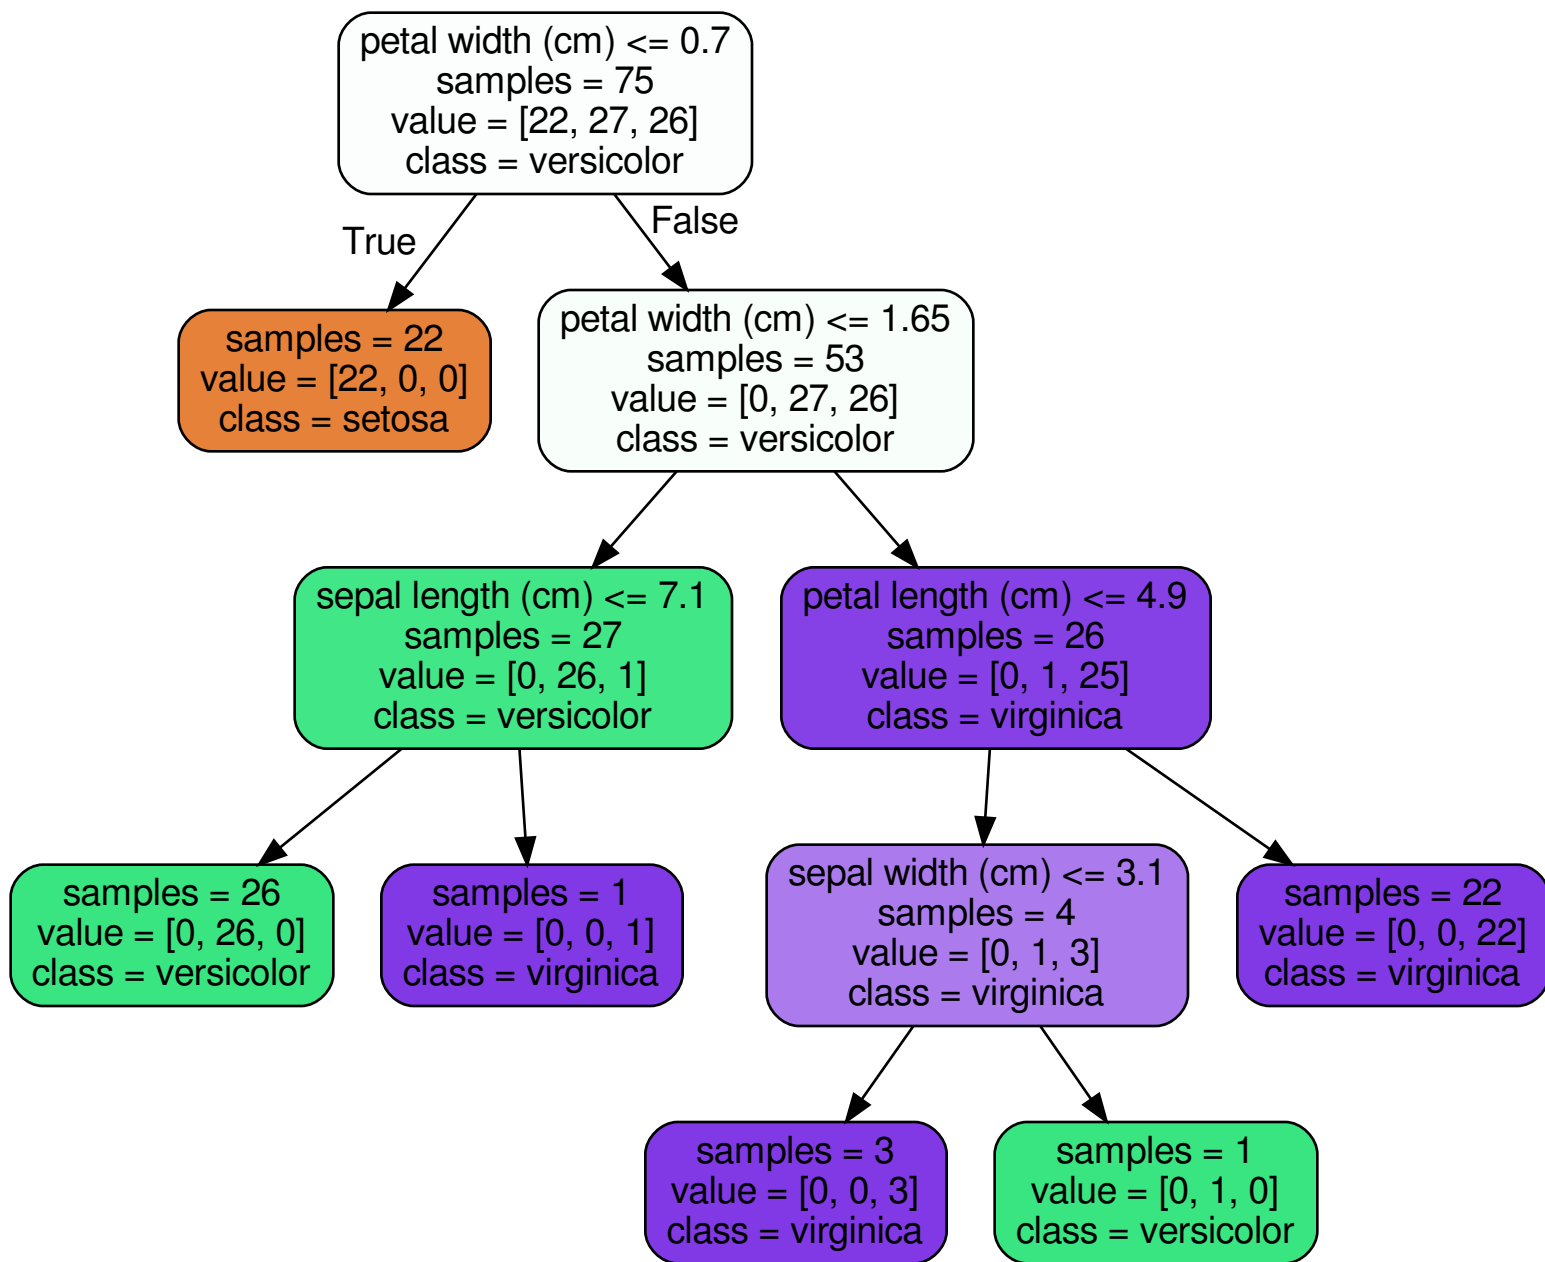 petal width (cm) <= 0.7
samples = 75
value = [22, 27, 26]
class = versicolor
True
False
samples = 22
value = [22, 0, 0]
class = setosa
petal width (cm) <= 1.65
samples = 53
value = [0, 27, 26]
class = versicolor
sepal length (cm) <= 7.1
samples = 27
value = [0, 26, 1]
class = versicolor
petal length (cm) <= 4.9
samples = 26
value = [0, 1, 25]
class = virginica
samples = 26
value = [0, 26, 0]
class = versicolor
samples = 1
value = [0, 0, 1]
class = virginica
sepal width (cm) <= 3.1
samples = 4
value = [0, 1, 3]
class = virginica
samples = 22
value = [0, 0, 22]
class = virginica
samples = 3
value = [0, 0, 3]
class = virginica
samples = 1
value = [0, 1, 0]
class = versicolor